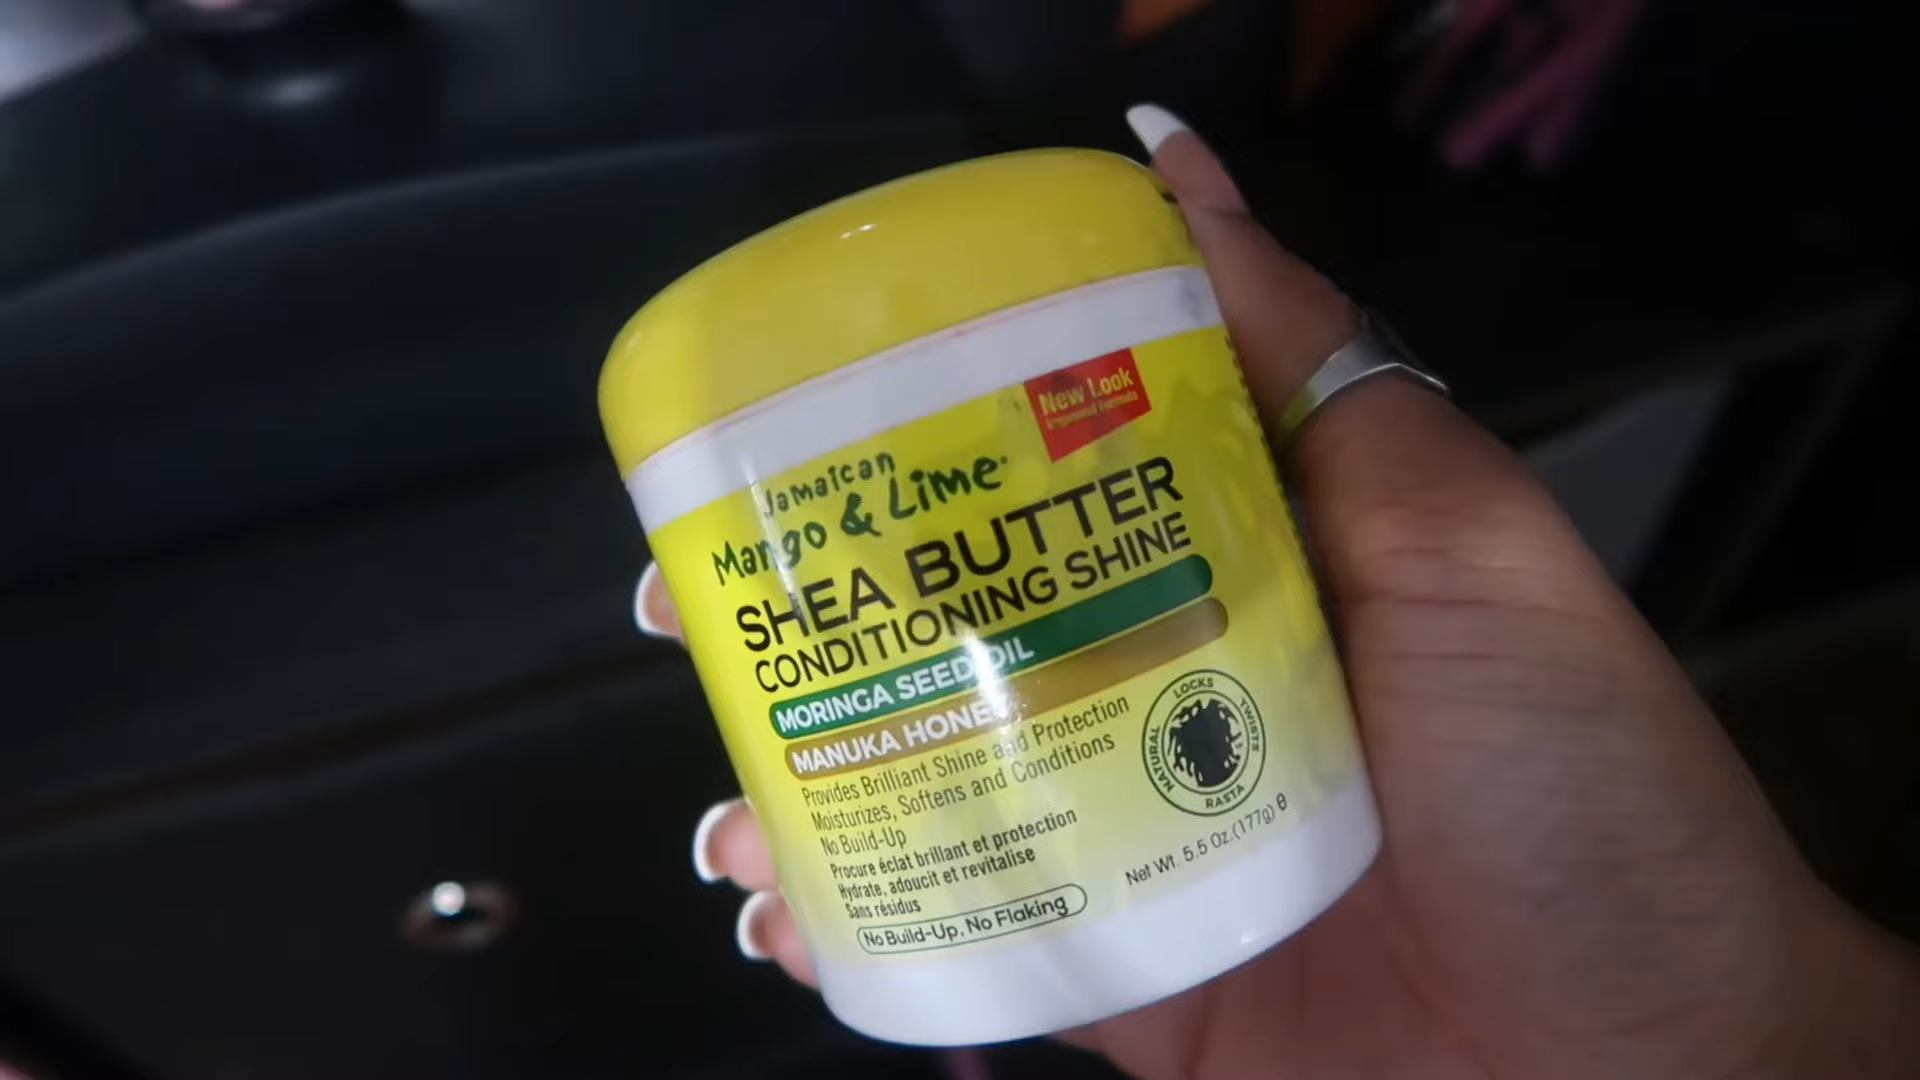 New Look
Improved Formula
Jamaican
Mango & Lime
SHEA BUTTER
CONDITIONING SHINE
MORINGA SEED OIL
MANUKA HONEY
Provides Brilliant Shine and Protection
Moisturizes, Softens and Conditions
No Build-Up
Procure éclat brillant et protection
Hydrate, adoucit et revitalise
Sans résidus
No Build-Up, No Flaking
LOCKS
TWISTS
RASTA
NATURAL
Net Wt. 5.5 Oz.(177g) e